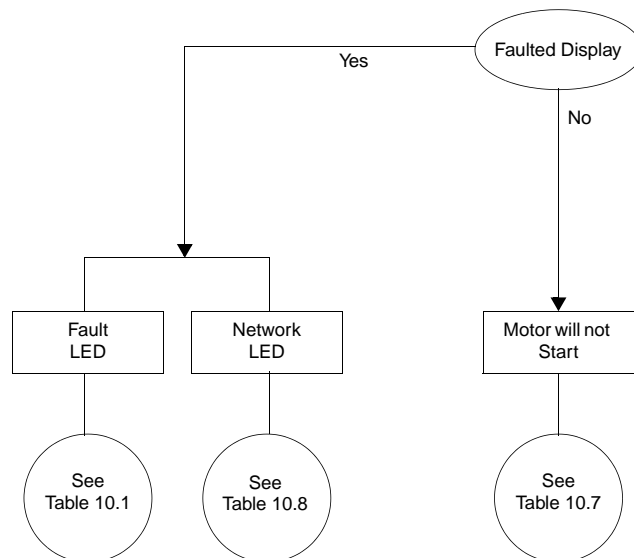 Faulted Display
Yes
No
Fault
LED
Network
LED
Motor will not
Start
See
Table 10.1
See
Table 10.8
See
Table 10.7